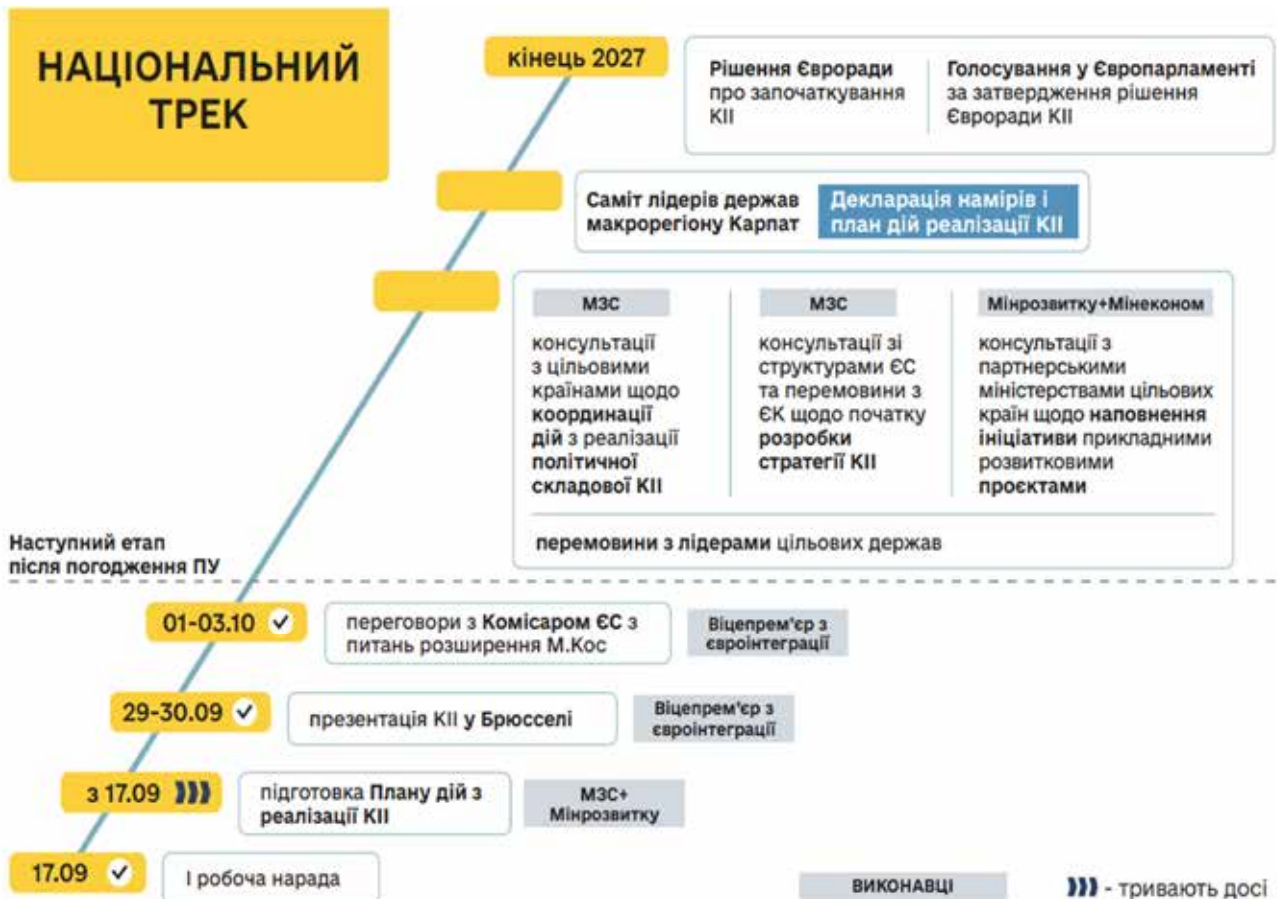 НАЦІОНАЛЬНИЙ
ТРЕК
кінець 2027
Рішення Євроради
про започаткування
КІІ
Голосування у Європарламенті
за затвердження рішення
Євроради КІІ
Саміт лідерів держав
макрорегіону Карпат
Декларація намірів і
план дій реалізації КІІ
МЗС
консультації
з цільовими
країнами щодо
координації
дій з реалізації
політичної
складової КІІ
МЗС
консультації зі
структурами ЄС
та перемовини з
ЄК щодо початку
розробки
стратегії КІІ
Мінрозвитку+Мінеконом
консультації з
партнерськими
міністерствами цільових
країн щодо наповнення
ініціативи прикладними
розвитковими
проєктами
перемовини з лідерами цільових держав
Наступний етап
після погодження ПУ
01-03.10
переговори з Комісаром ЄС з
питань розширення М.Кос
Віцепрем'єр з
євроінтеграції
29-30.09
презентація КІІ у Брюсселі
Віцепрем'єр з
євроінтеграції
з 17.09
підготовка Плану дій з
реалізації КІІ
МЗС+
Мінрозвитку
17.09
І робоча нарада
ВИКОНАВЦІ
- тривають досі